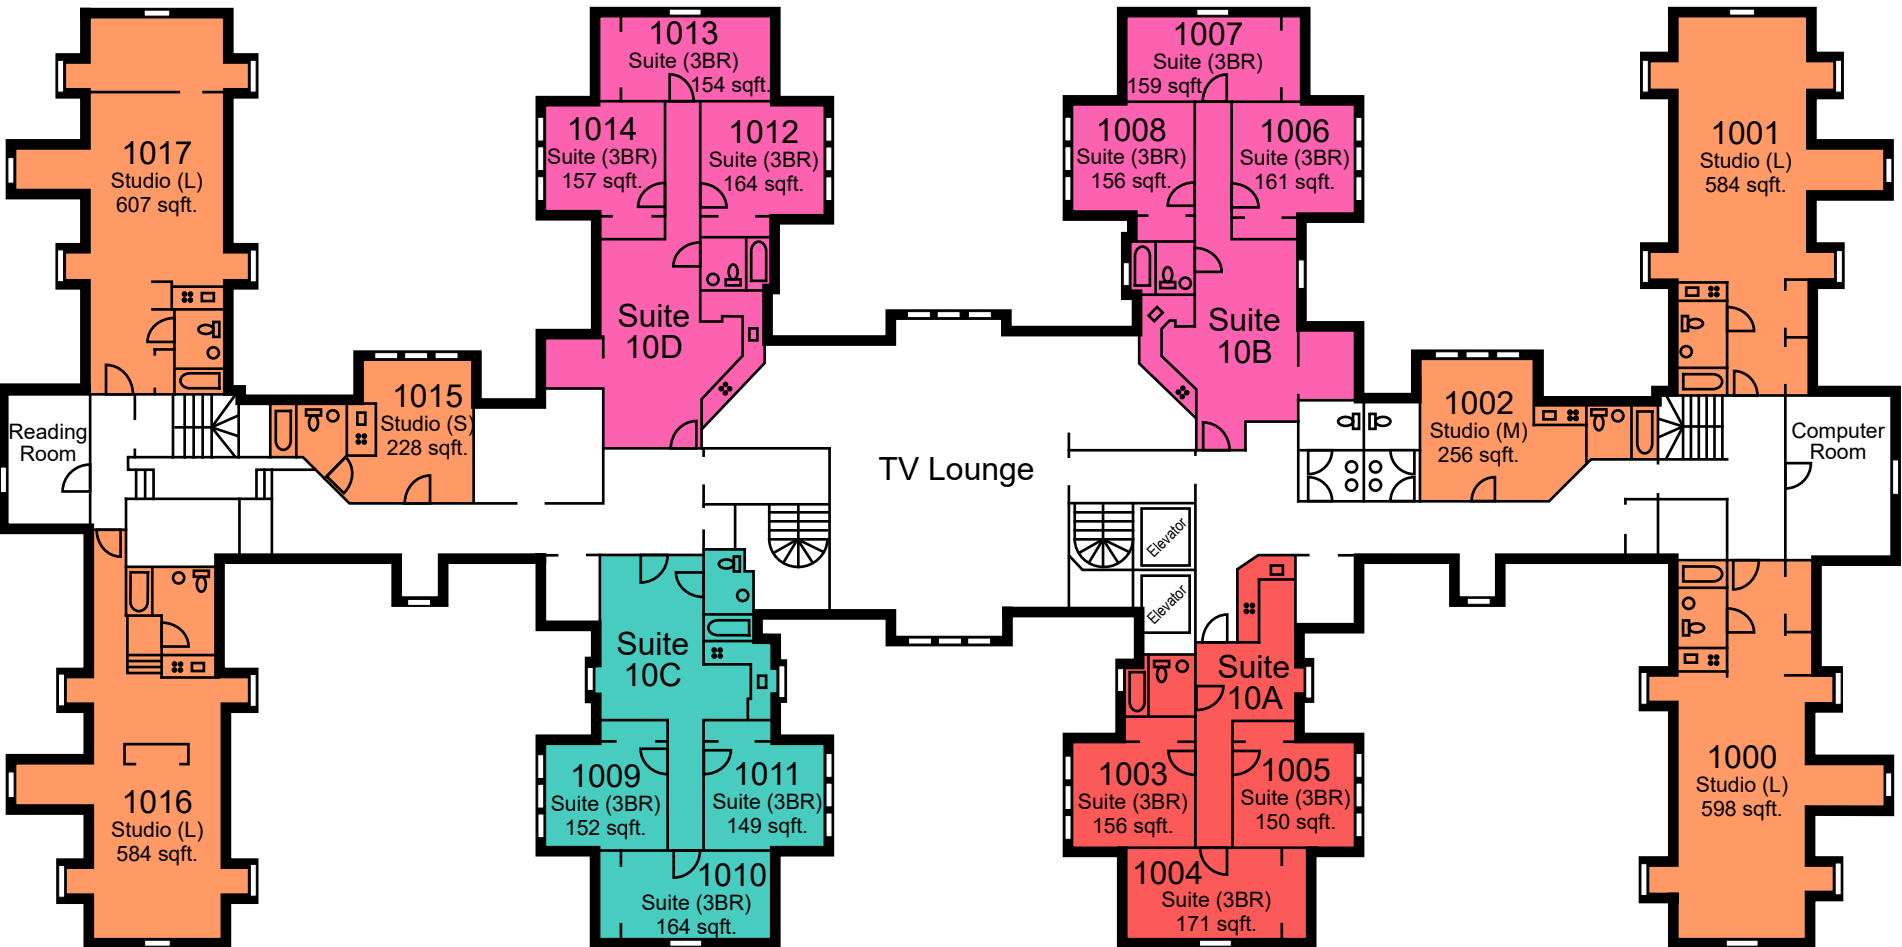 1013
Suite (3BR)
154 sqft.
1007
Suite (3BR)
159 sqft.
1017
Studio (L)
607 sqft.
1014
Suite (3BR)
157 sqft.
1012
Suite (3BR)
164 sqft.
1008
Suite (3BR)
156 sqft.
1006
Suite (3BR)
161 sqft.
1001
Studio (L)
584 sqft.
Suite
10D
Suite
10B
1015
Studio (S)
228 sqft.
1002
Studio (M)
256 sqft.
Reading
Room
TV Lounge
Computer
Room
Elevator
Elevator
Suite
10C
Suite
10A
1009
Suite (3BR)
152 sqft.
1011
Suite (3BR)
149 sqft.
1003
Suite (3BR)
156 sqft.
1005
Suite (3BR)
150 sqft.
1000
Studio (L)
598 sqft.
1016
Studio (L)
584 sqft.
1010
Suite (3BR)
164 sqft.
1004
Suite (3BR)
171 sqft.